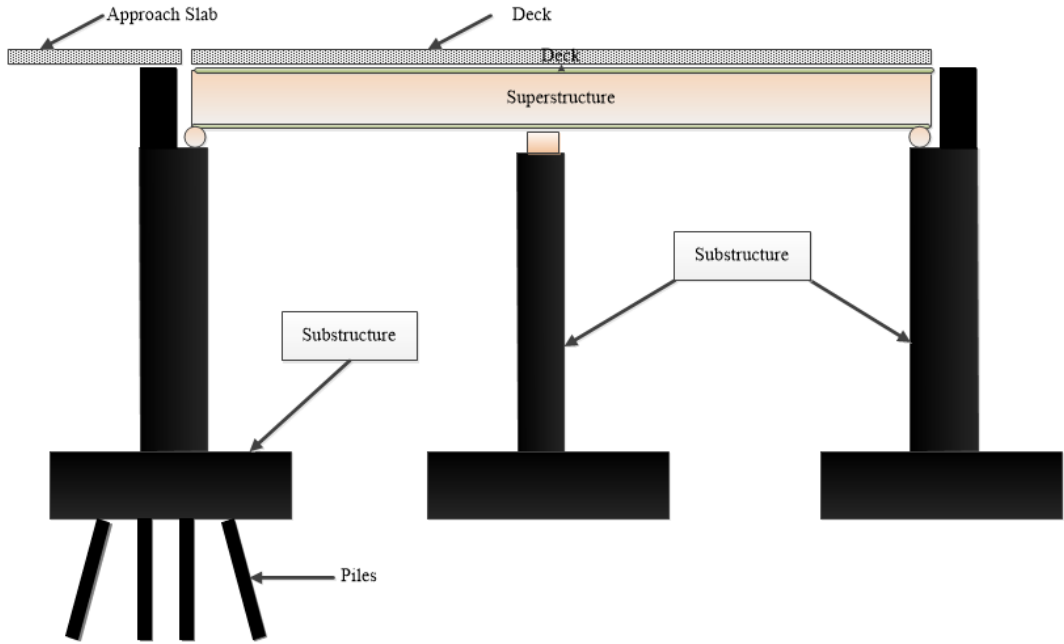 Approach Slab
Deck
Deck
Superstructure
Substructure
Substructure
Piles